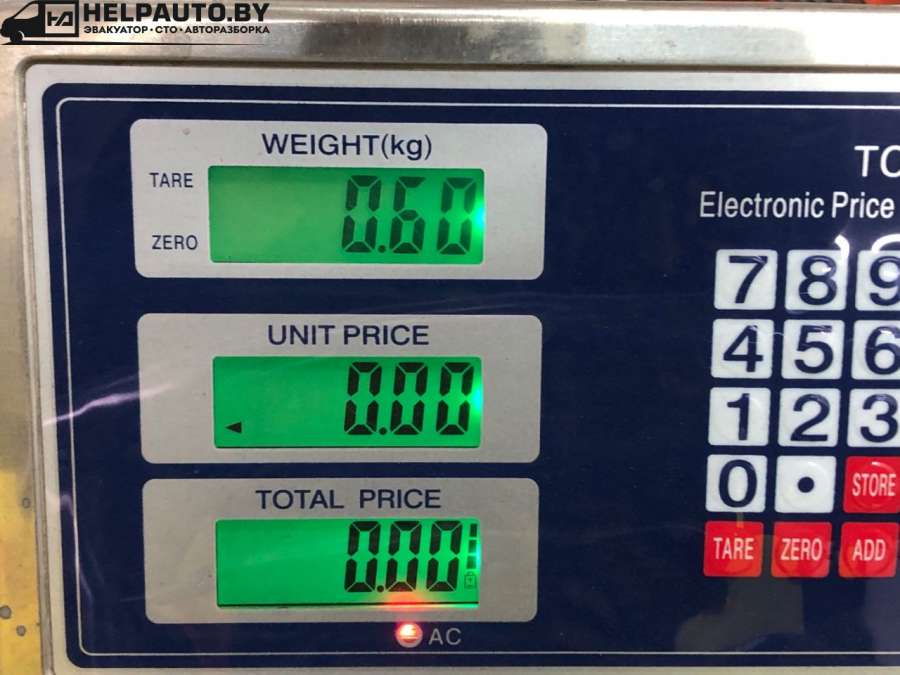 HELPAUTO.BY
ЭВАКУАТОР · СТО · АВТОРАЗБОРКА
WEIGHT(kg)
TARE
0.60
ZERO
UNIT PRICE
0.00
TOTAL PRICE
0.00
AC
TC
Electronic Price
7 8 9
4 5 6
1 2 3
0 • STORE
TARE ZERO ADD